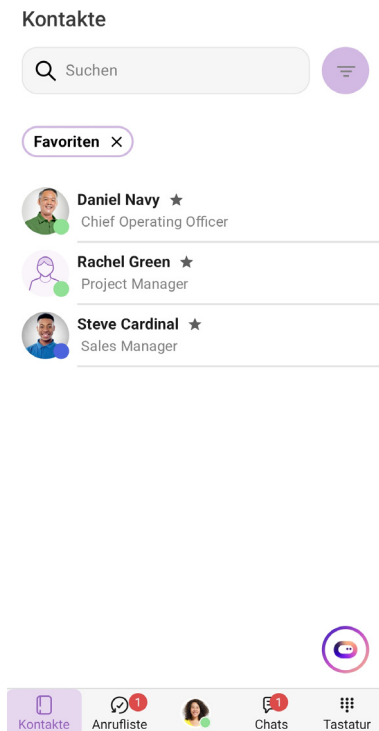 Kontakte
Suchen
Favoriten
Daniel Navy
Chief Operating Officer
Rachel Green
Project Manager
Steve Cardinal
Sales Manager
1
1
Kontakte
Anrufliste
Chats
Tastatur